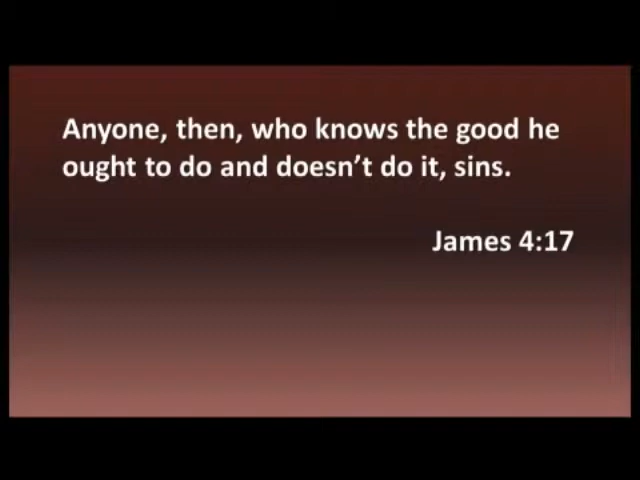 Anyone, then, who knows the good he
ought to do and doesn’t do it, sins.
James 4:17